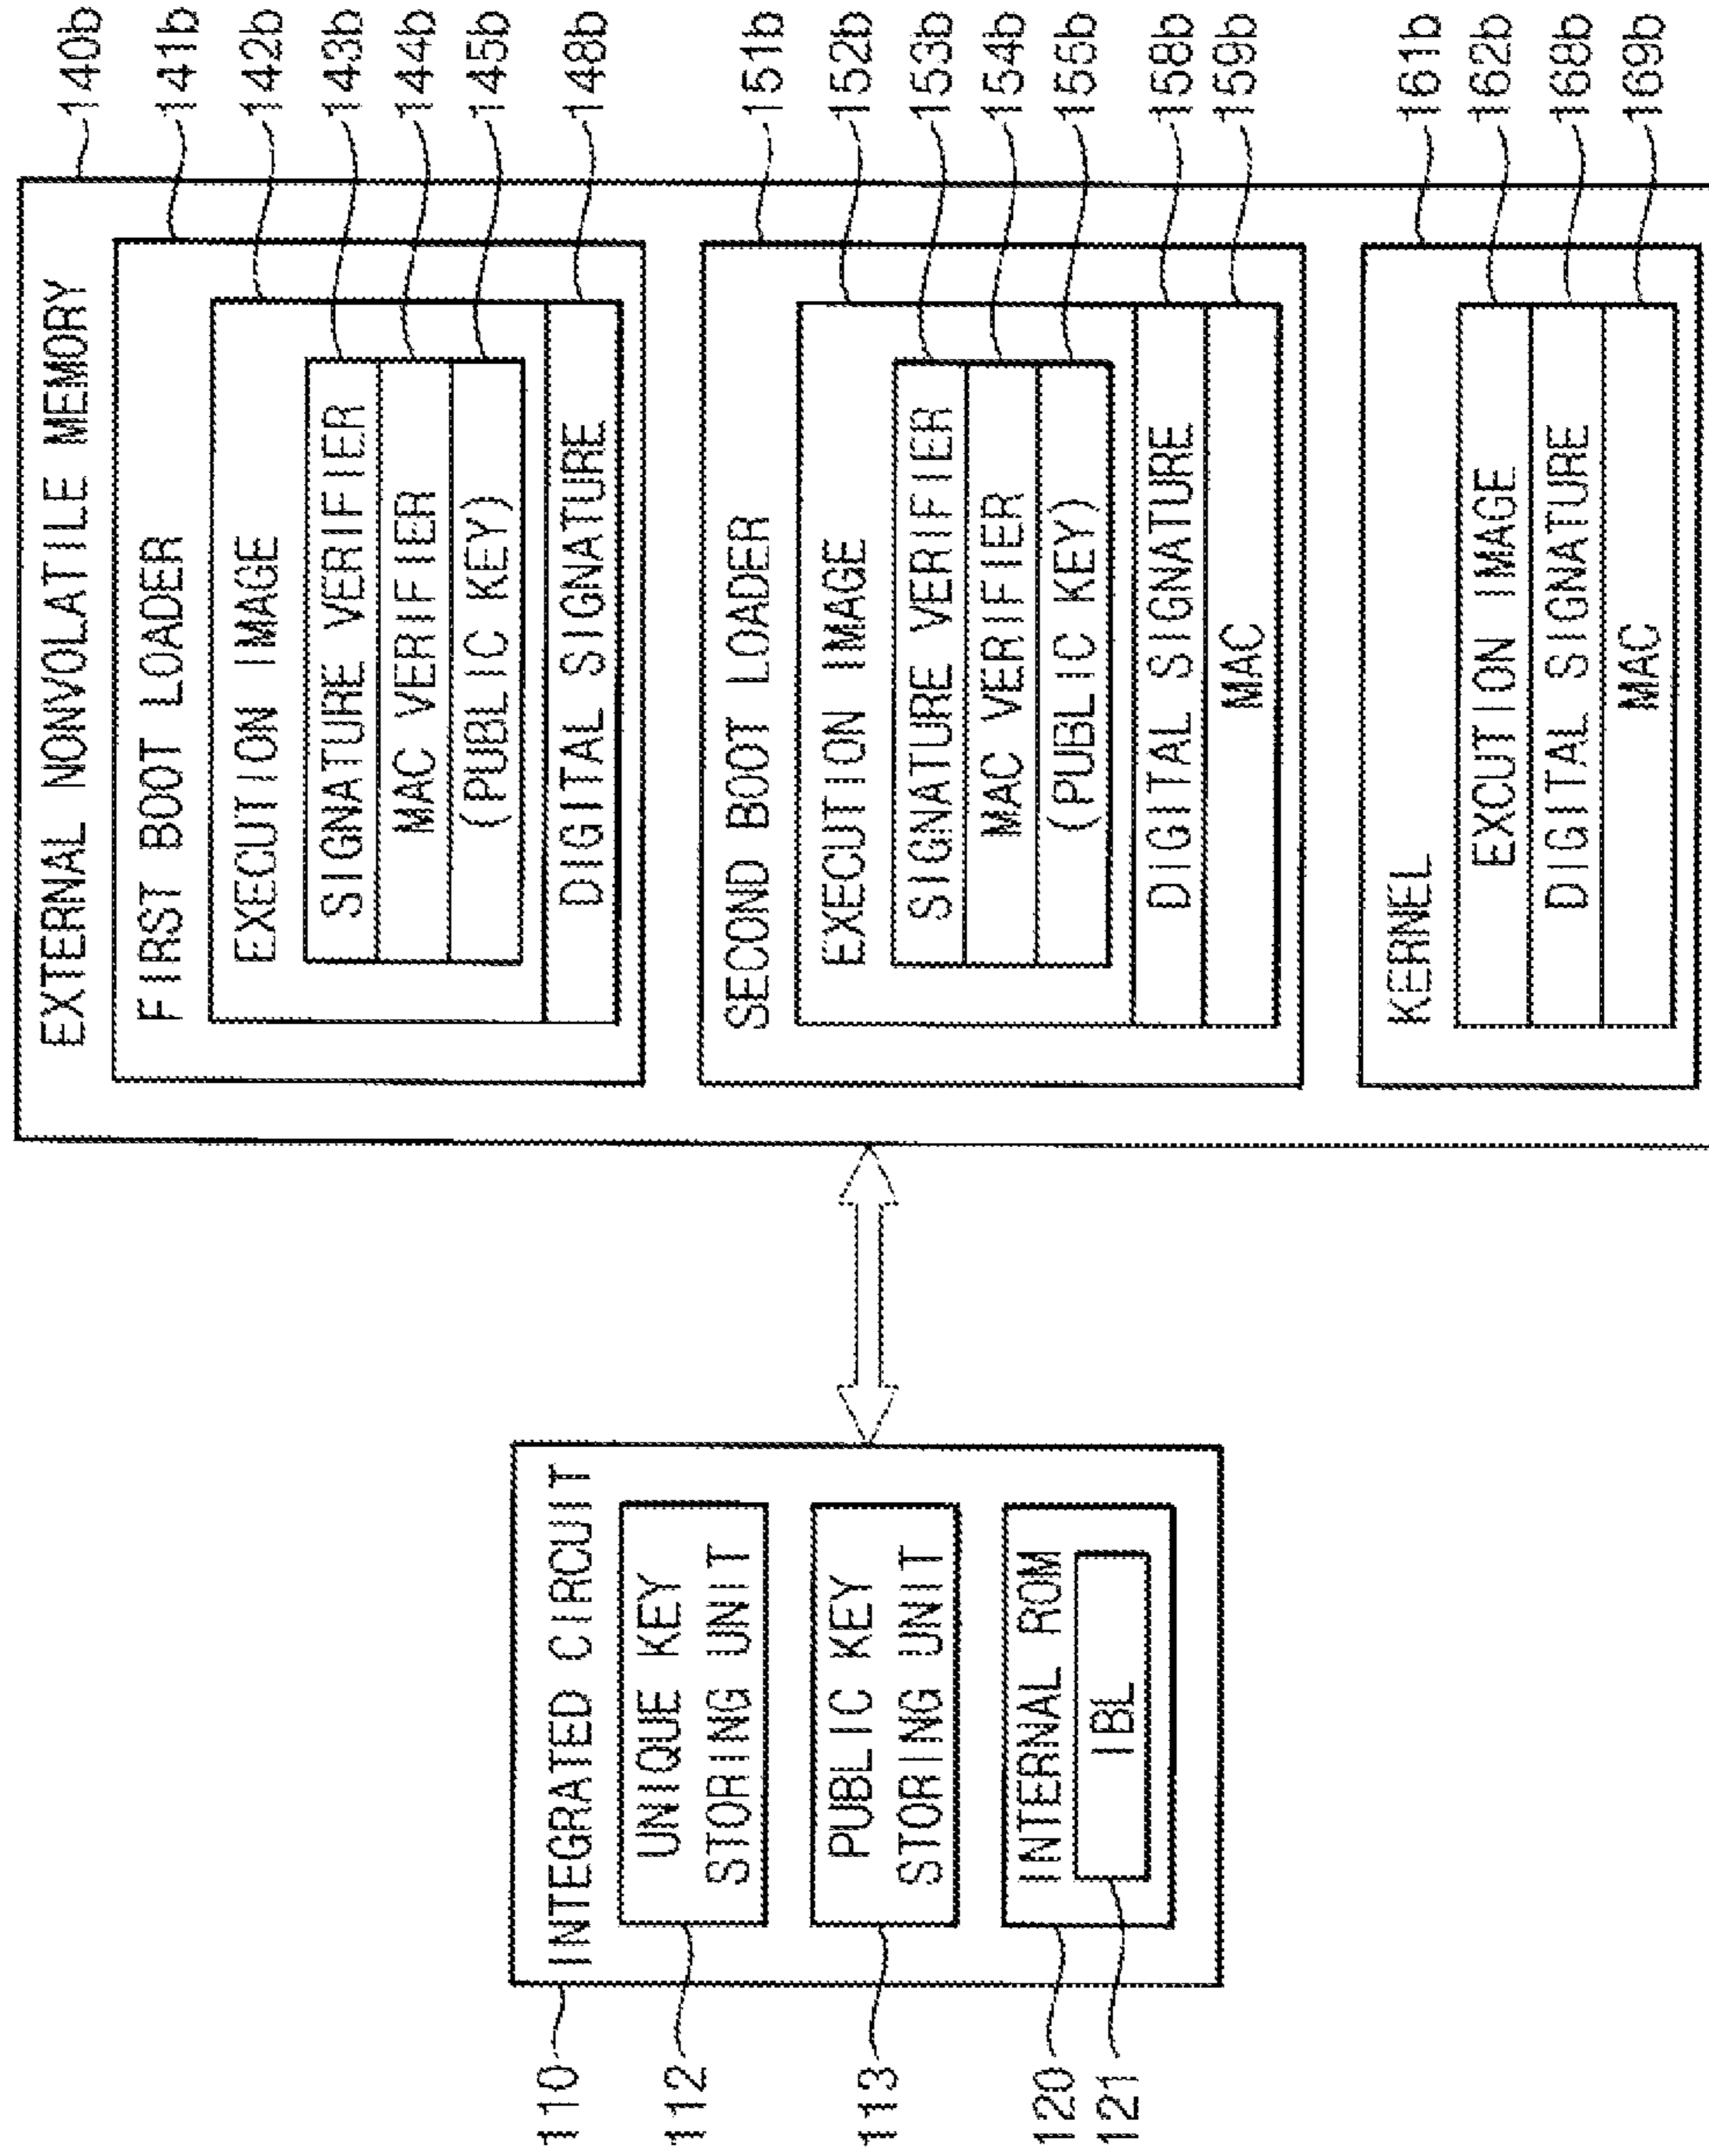 110
INTEGRATED CIRCUIT
112
UNIQUE KEY
STORING UNIT
113
PUBLIC KEY
STORING UNIT
120
INTERNAL ROM
121
IBL
EXTERNAL NONVOLATILE MEMORY
140b
FIRST BOOT LOADER
141b
EXECUTION IMAGE
142b
SIGNATURE VERIFIER
143b
MAC VERIFIER
144b
(PUBLIC KEY)
145b
DIGITAL SIGNATURE
148b
SECOND BOOT LOADER
151b
EXECUTION IMAGE
152b
SIGNATURE VERIFIER
153b
MAC VERIFIER
154b
(PUBLIC KEY)
155b
DIGITAL SIGNATURE
158b
MAC
159b
KERNEL
161b
EXCUTION IMAGE
162b
DIGITAL SIGNATURE
168b
MAC
169b